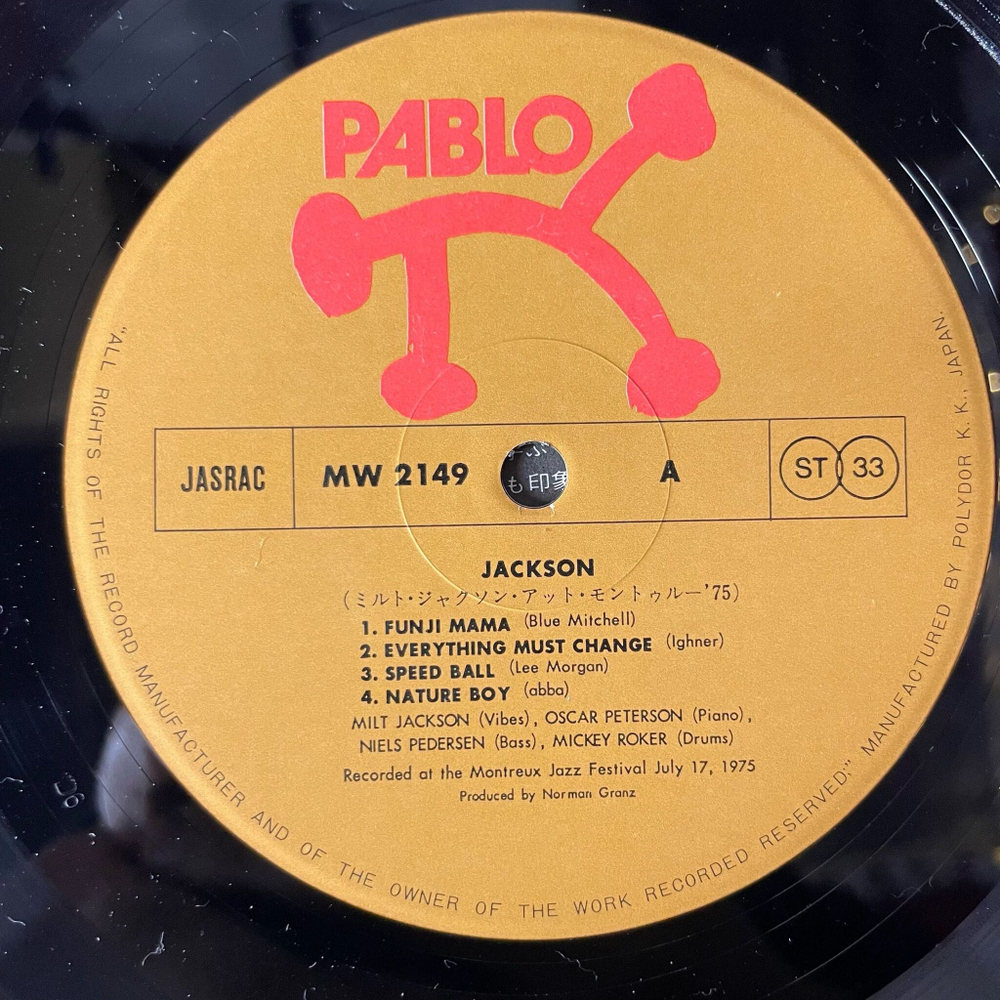 PABLO
JASRAC
MW 2149
A
ST 33
も印象
JACKSON
(ミルト・ジャクソン・アット・モントゥルー'75)
1. FUNJI MAMA (Blue Mitchell)
2. EVERYTHING MUST CHANGE (Ighner)
3. SPEED BALL (Lee Morgan)
4. NATURE BOY (abba)
MILT JACKSON (Vibes), OSCAR PETERSON (Piano),
NIELS PEDERSEN (Bass), MICKEY ROKER (Drums)
Recorded at the Montreux Jazz Festival July 17, 1975
Produced by Norman Granz
"ALL RIGHTS OF THE RECORD MANUFACTURER AND OF THE OWNER OF THE WORK RECORDED RESERVED." MANUFACTURED BY POLYDOR K.K., JAPAN.